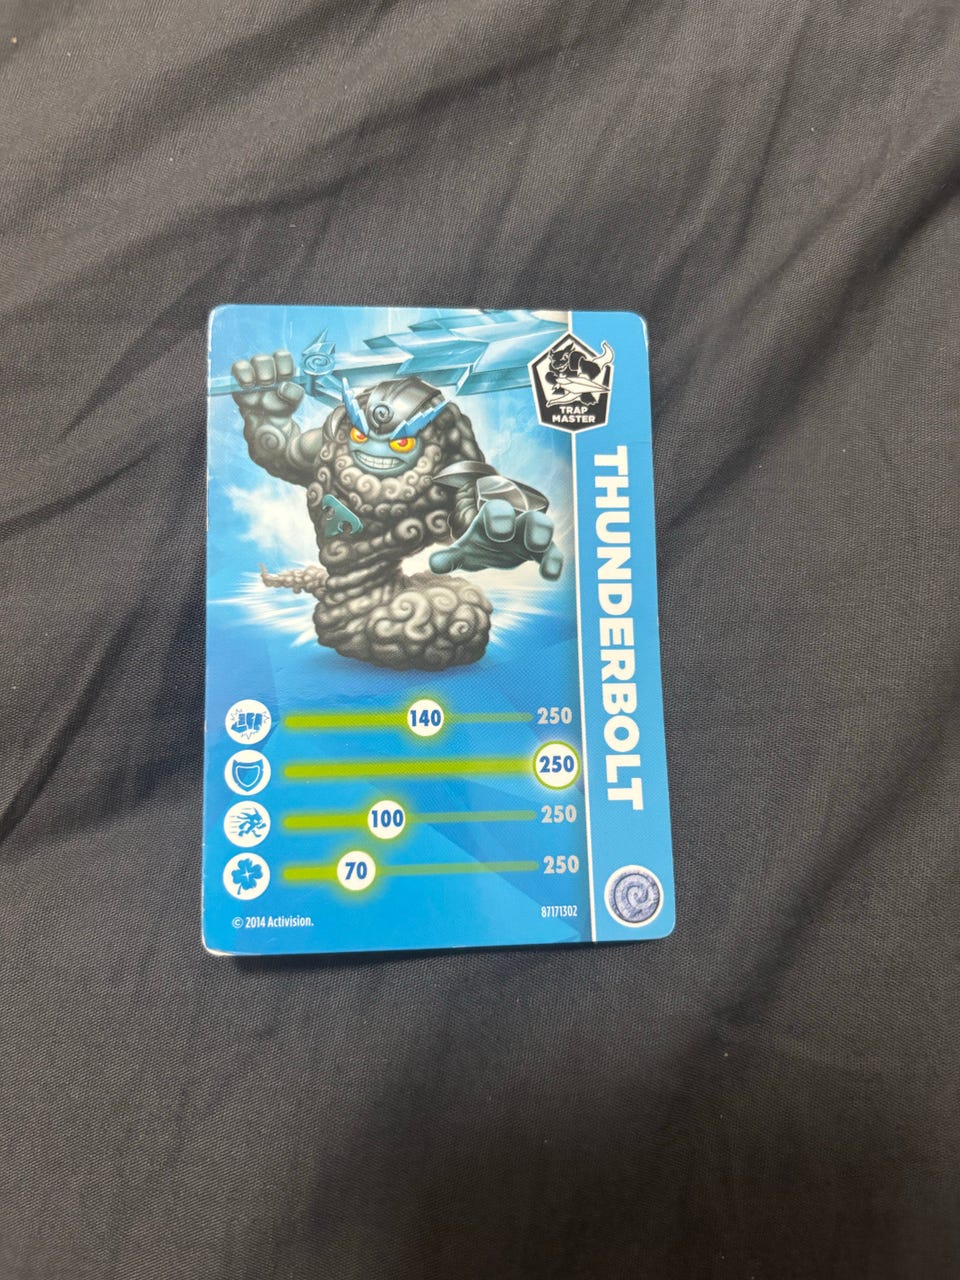 TRAP
MASTER
THUNDERBOLT
140 250
250
100 250
70 250
© 2014 Activision.
87171302